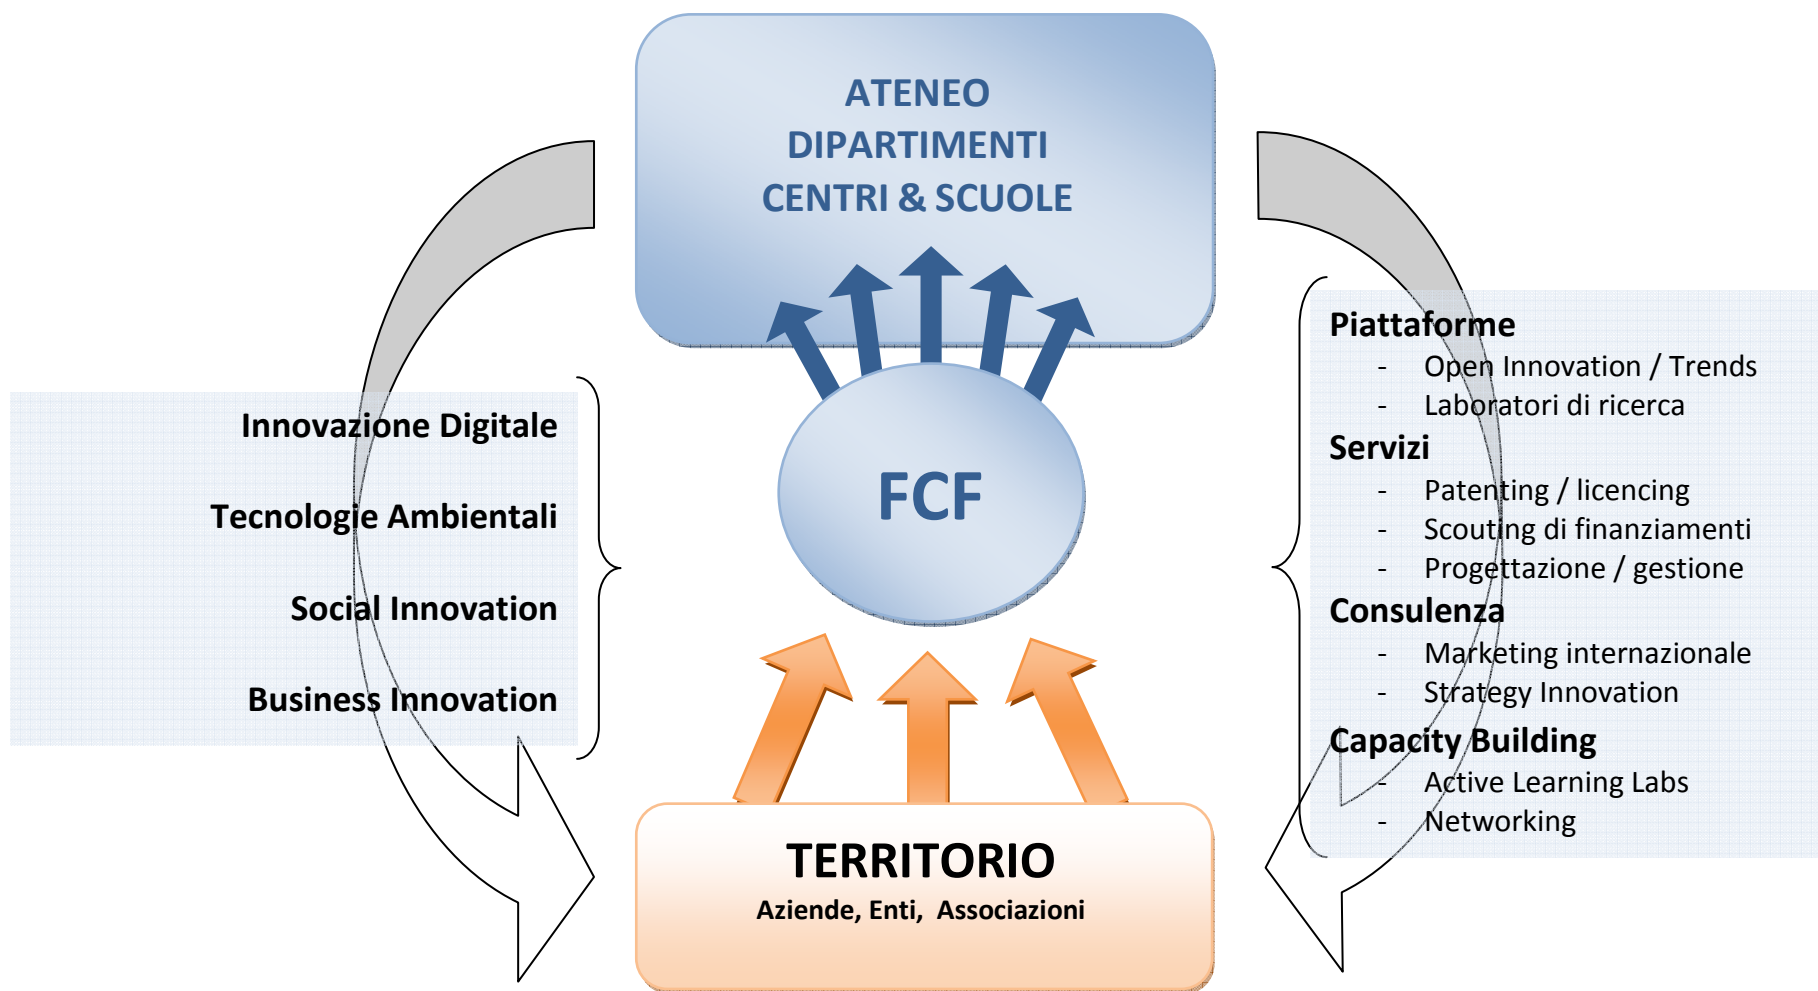 ATENEO
DIPARTIMENTI
CENTRI & SCUOLE
FCF
Innovazione Digitale
Tecnologie Ambientali
Social Innovation
Business Innovation
Piattaforme
- Open Innovation / Trends
- Laboratori di ricerca
Servizi
- Patenting / licencing
- Scouting di finanziamenti
- Progettazione / gestione
Consulenza
- Marketing internazionale
- Strategy Innovation
Capacity Building
- Active Learning Labs
- Networking
TERRITORIO
Aziende, Enti, Associazioni